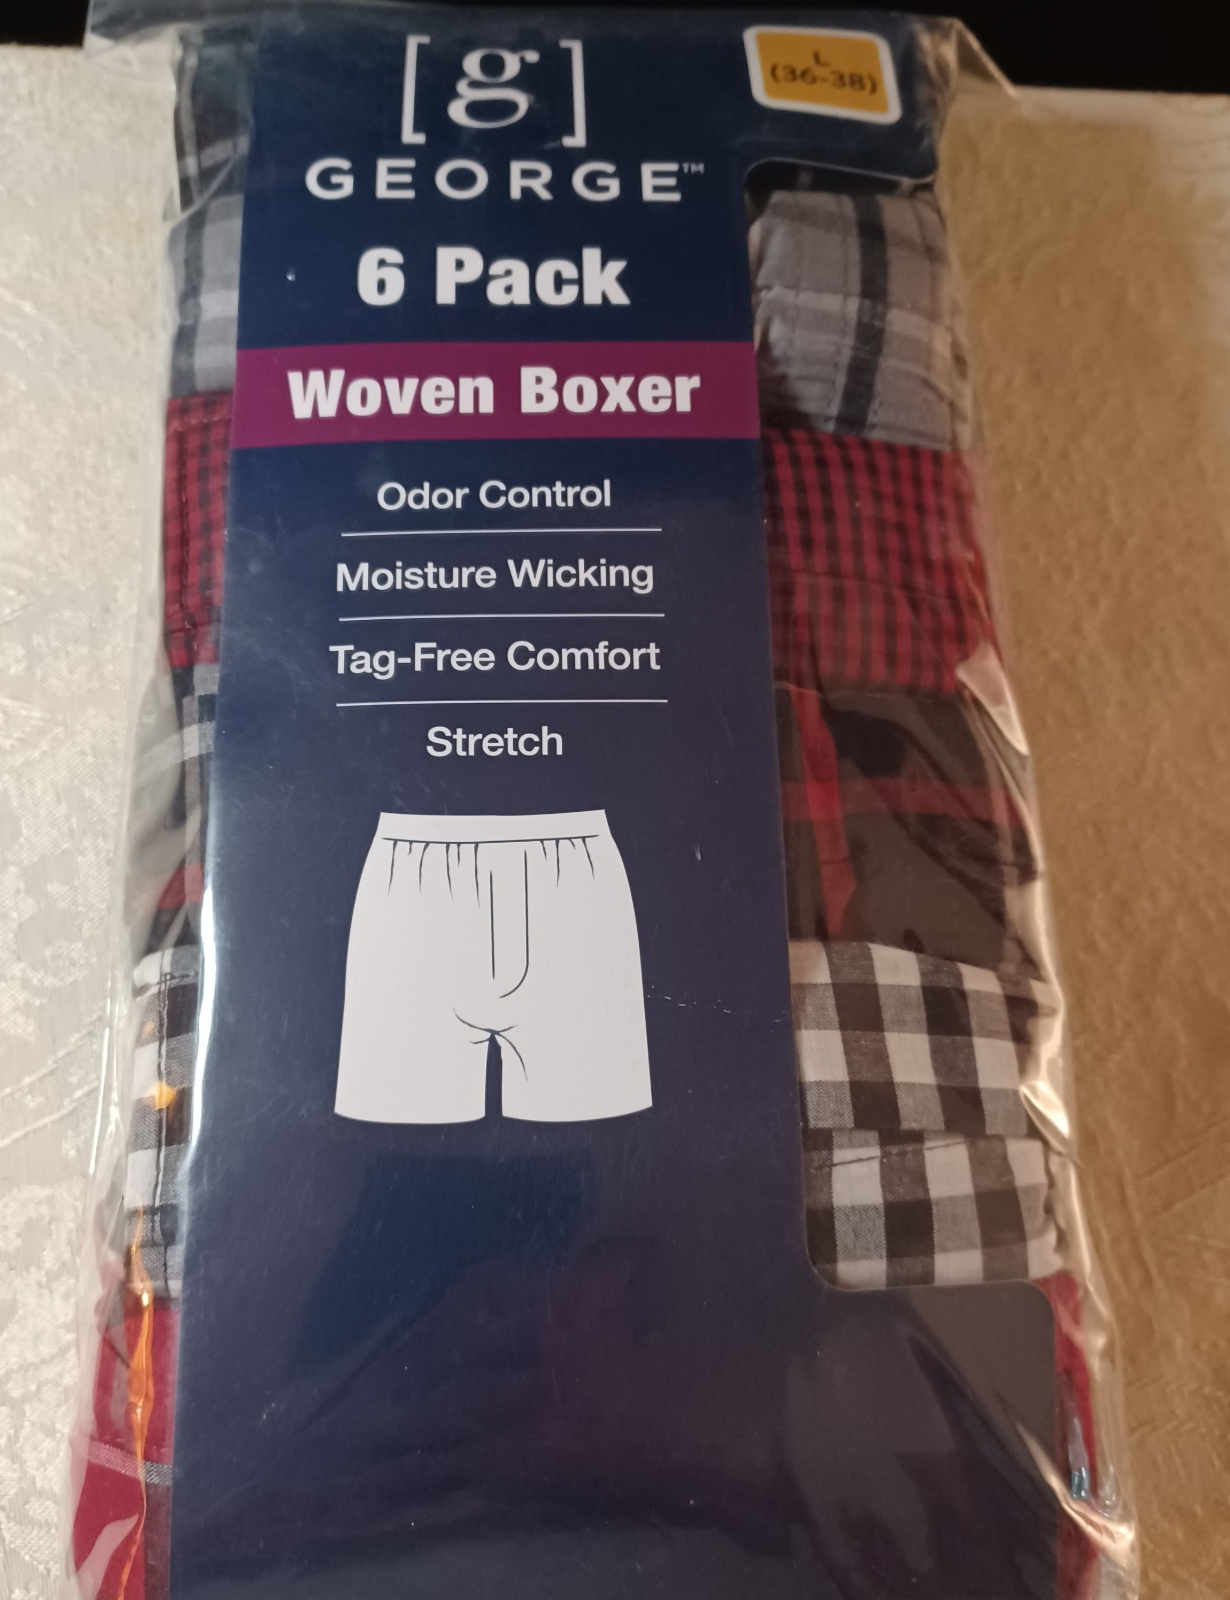 [g]
L
(36-38)
GEORGE™
6 Pack
Woven Boxer
Odor Control
Moisture Wicking
Tag-Free Comfort
Stretch